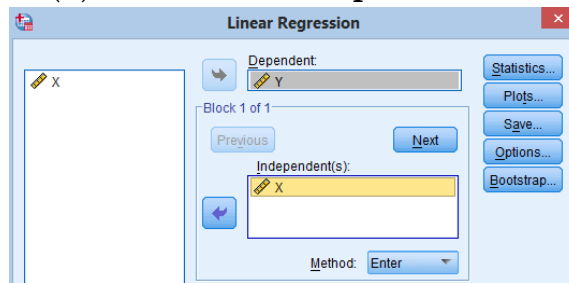 Linear Regression
X
Dependent:
Y
Statistics...
Plots...
Save...
Options...
Bootstrap...
Block 1 of 1
Previous
Next
Independent(s):
X
Method: Enter